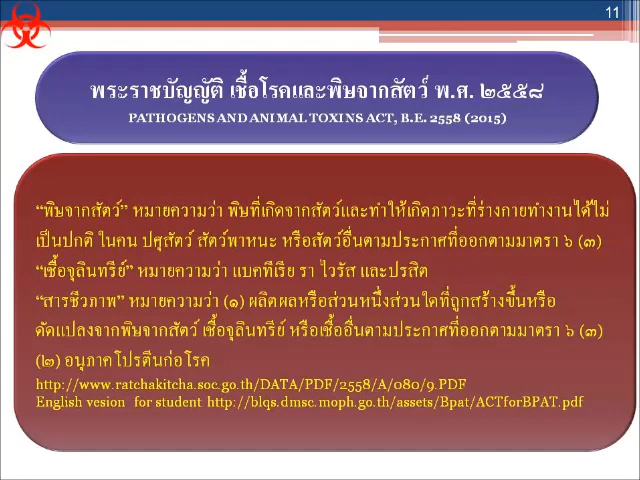 11
พระราชบัญญัติ เชื้อโรคและพิษจากสัตว์ พ.ศ. ๒๕๕๘
PATHOGENS AND ANIMAL TOXINS ACT, B.E. 2558 (2015)
“พิษจากสัตว์” หมายความว่า พิษที่เกิดจากสัตว์และทำให้เกิดภาวะที่ร่างกายทำงานได้ไม่
เป็นปกติ ในคน ปศุสัตว์ สัตว์พาหนะ หรือสัตว์อื่นตามประกาศที่ออกตามมาตรา ๖ (๓)
“เชื้อจุลินทรีย์” หมายความว่า แบคทีเรีย รา ไวรัส และปรสิต
“สารชีวภาพ” หมายความว่า (๑) ผลิตผลหรือส่วนหนึ่งส่วนใดที่ถูกสร้างขึ้นหรือ
ดัดแปลงจากพิษจากสัตว์ เชื้อจุลินทรีย์ หรือเชื้ออื่นตามประกาศที่ออกตามมาตรา ๖ (๓)
(๒) อนุภาคโปรตีนก่อโรค
http://www.ratchakitcha.soc.go.th/DATA/PDF/2558/A/080/9.PDF
English vesion for student http://blqs.dmsc.moph.go.th/assets/Bpat/ACTforBPAT.pdf